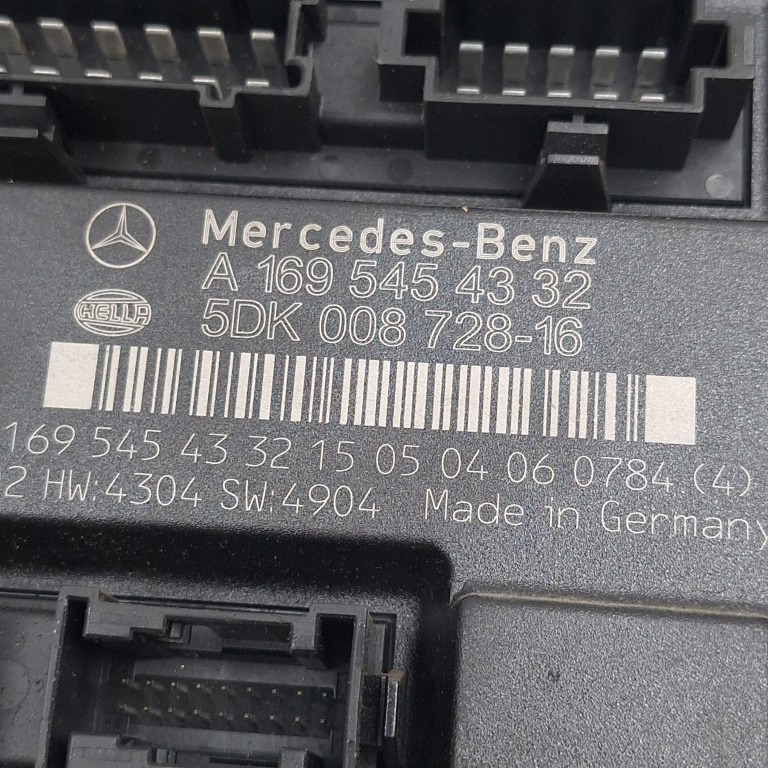 Mercedes-Benz
A 169 545 43 32
HELLA
5DK 008 728-16
169 545 43 32 15 05 04 06 0784 (4)
2 HW:4304 SW:4904 Made in Germany